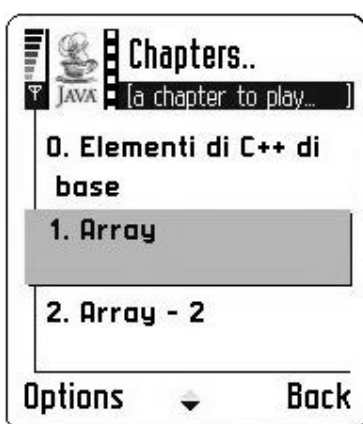 Chapters..
JAVA
[a chapter to play... ]
0. Elementi di C++ di
base
1. Array
2. Array - 2
Options
Back